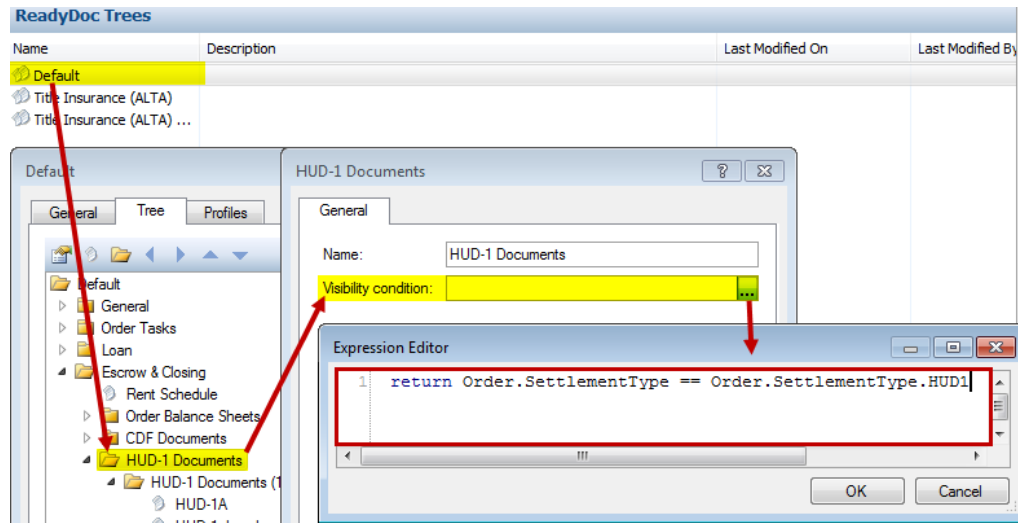 ReadyDoc Trees
Name Description Last Modified On Last Modified By
Default
Title Insurance (ALTA)
Title Insurance (ALTA) ...
Default
General Tree Profiles
Default
General
Order Tasks
Loan
Escrow & Closing
Rent Schedule
Order Balance Sheets
CDF Documents
HUD-1 Documents
HUD-1 Documents (1
HUD-1A
HUD-1 Documents
General
Name: HUD-1 Documents
Visibility condition: ...
Expression Editor
1 return Order.SettlementType == Order.SettlementType.HUD1
OK Cancel